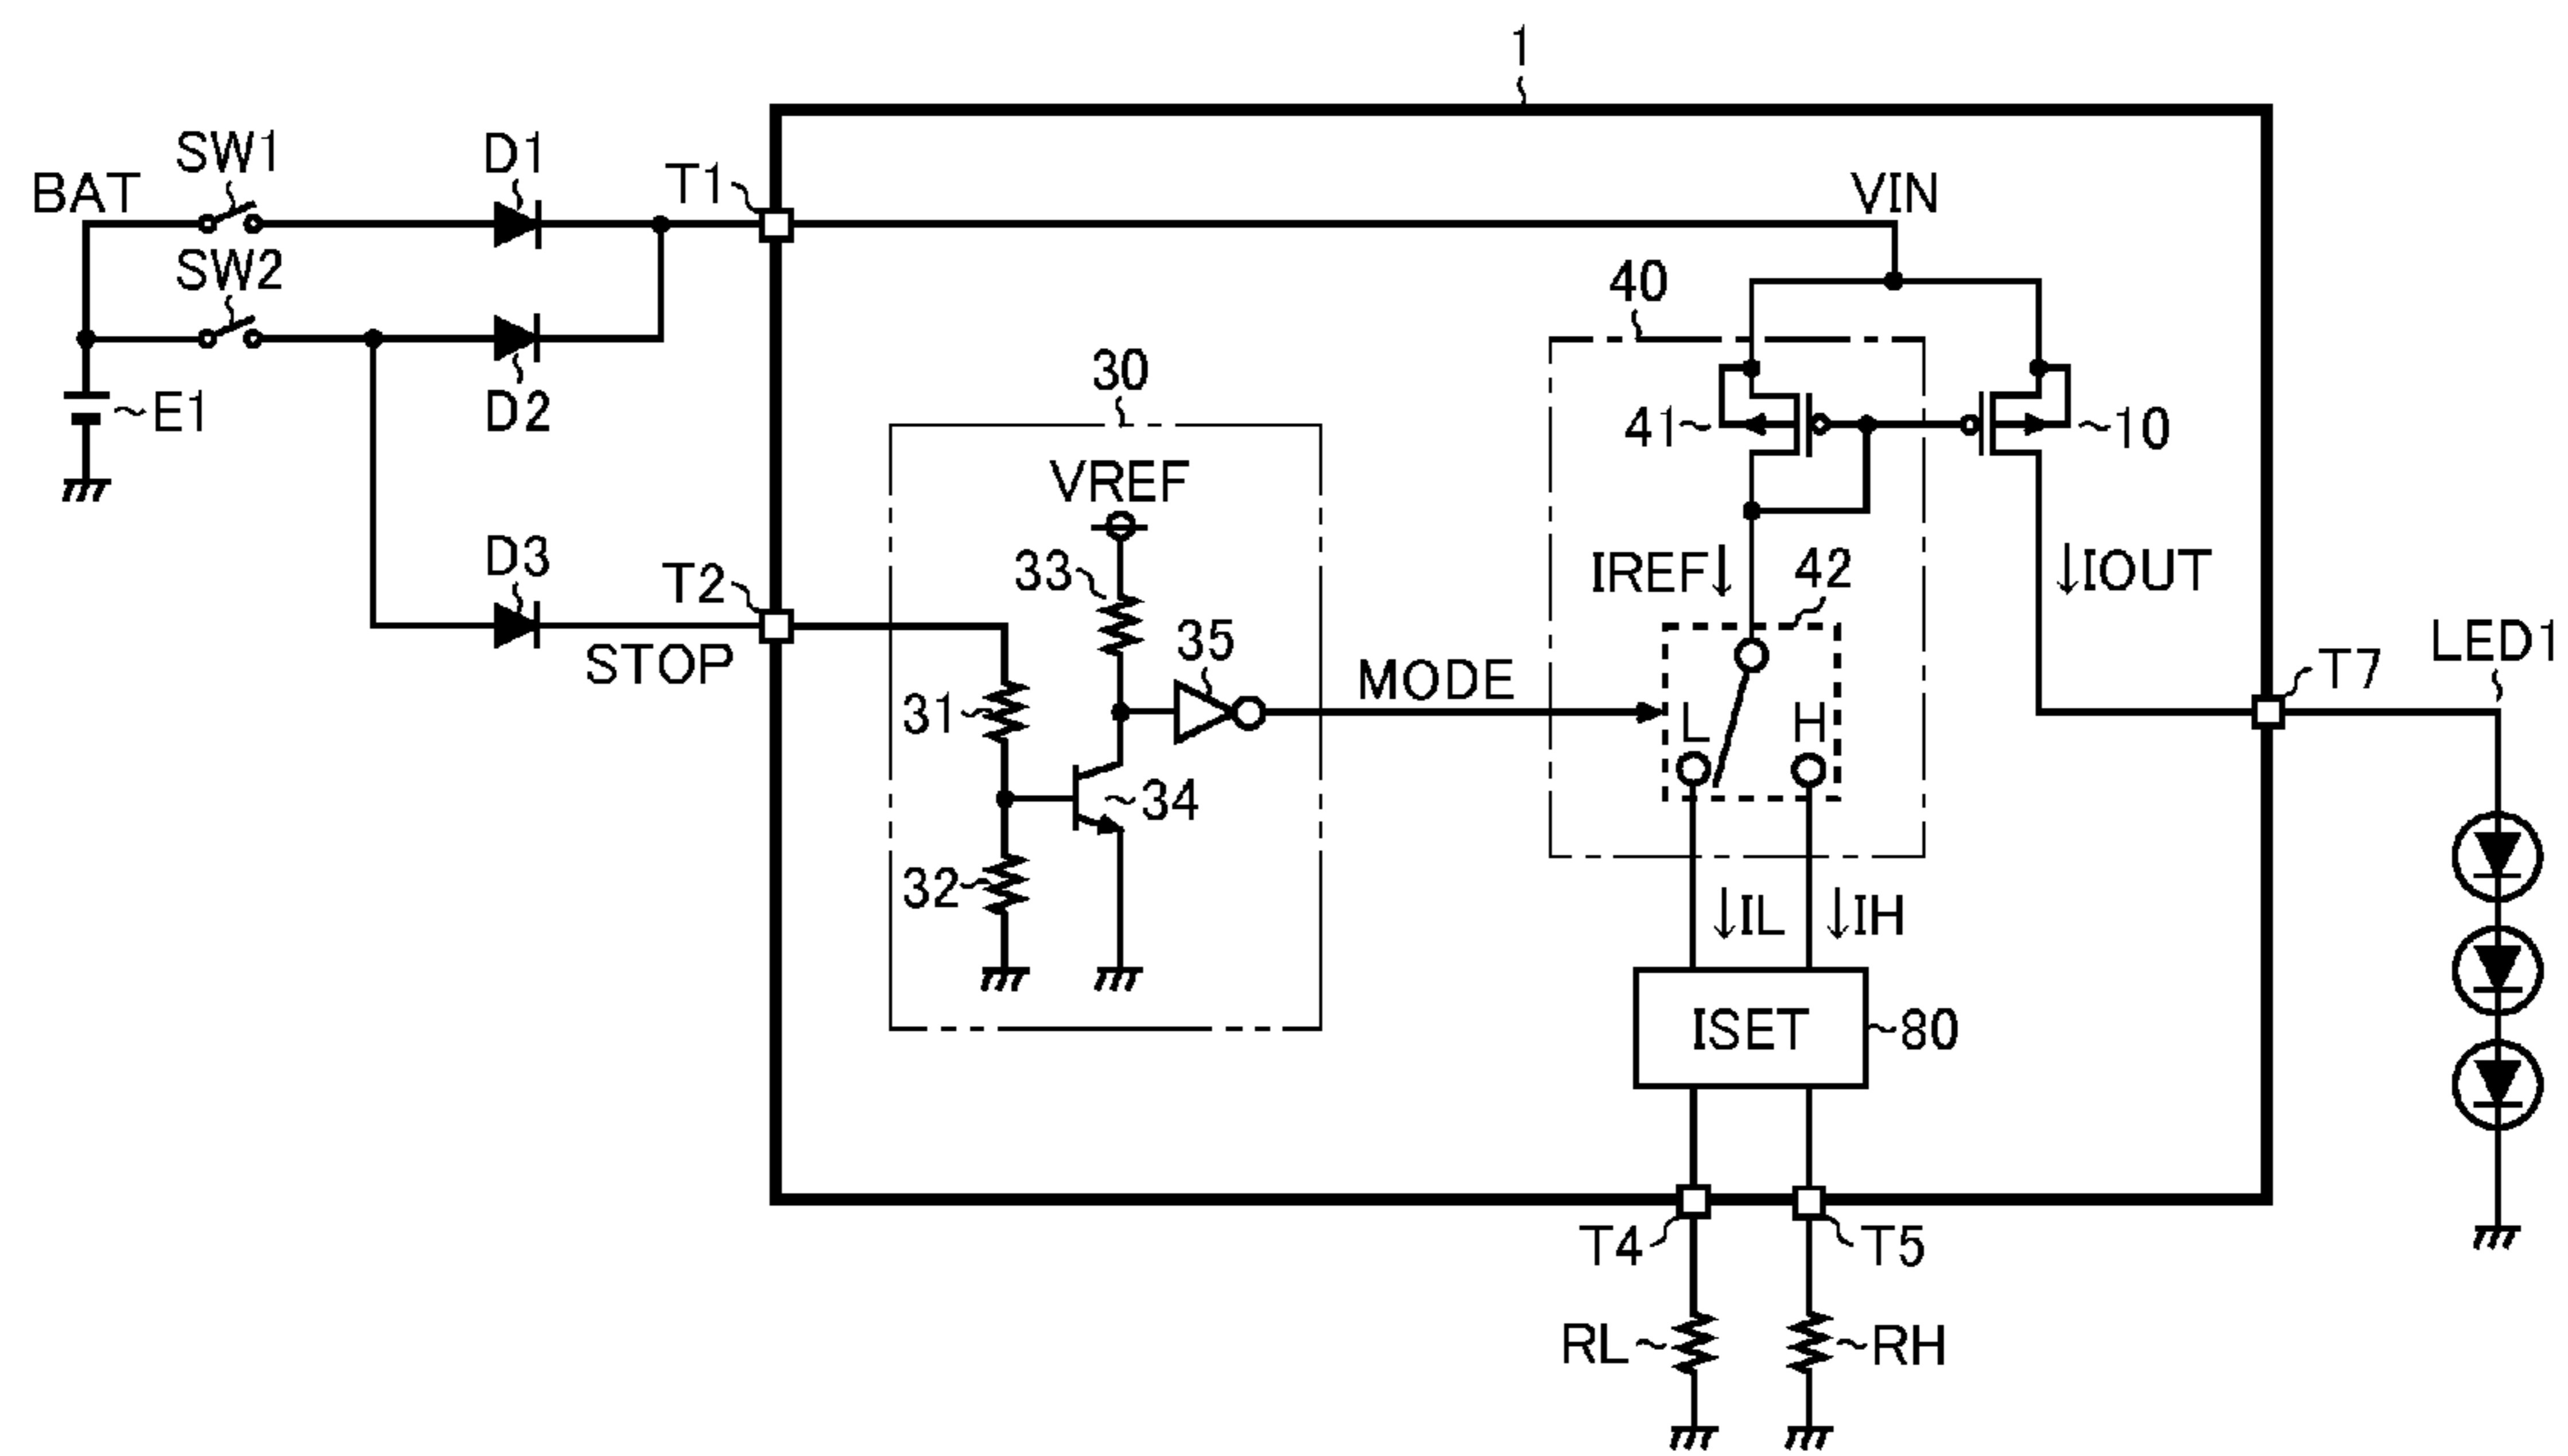 1
SW1
D1
BAT
T1
VIN
SW2
40
30
~E1
D2
41~
~10
VREF
D3
33
IREF↓
42
↓IOUT
T2
STOP
35
MODE
LED1
T7
31~
L
H
~34
32~
↓IL
↓IH
ISET
~80
T4
T5
RL~
~RH